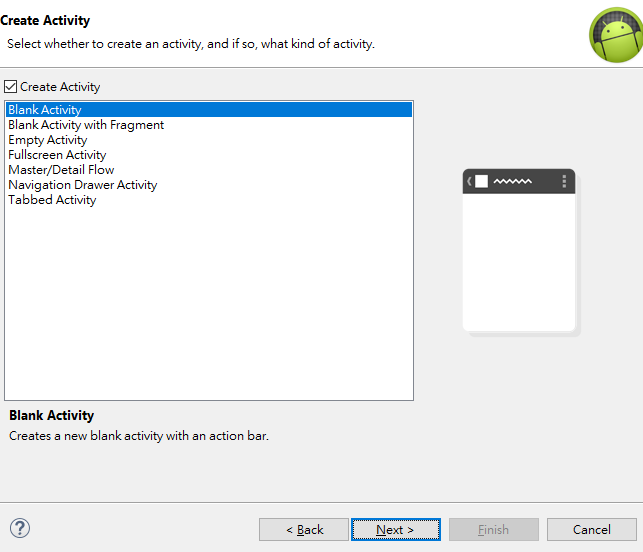 Create Activity
Select whether to create an activity, and if so, what kind of activity.
Create Activity
Blank Activity
Blank Activity with Fragment
Empty Activity
Fullscreen Activity
Master/Detail Flow
Navigation Drawer Activity
Tabbed Activity
Blank Activity
Creates a new blank activity with an action bar.
? < Back Next > Finish Cancel